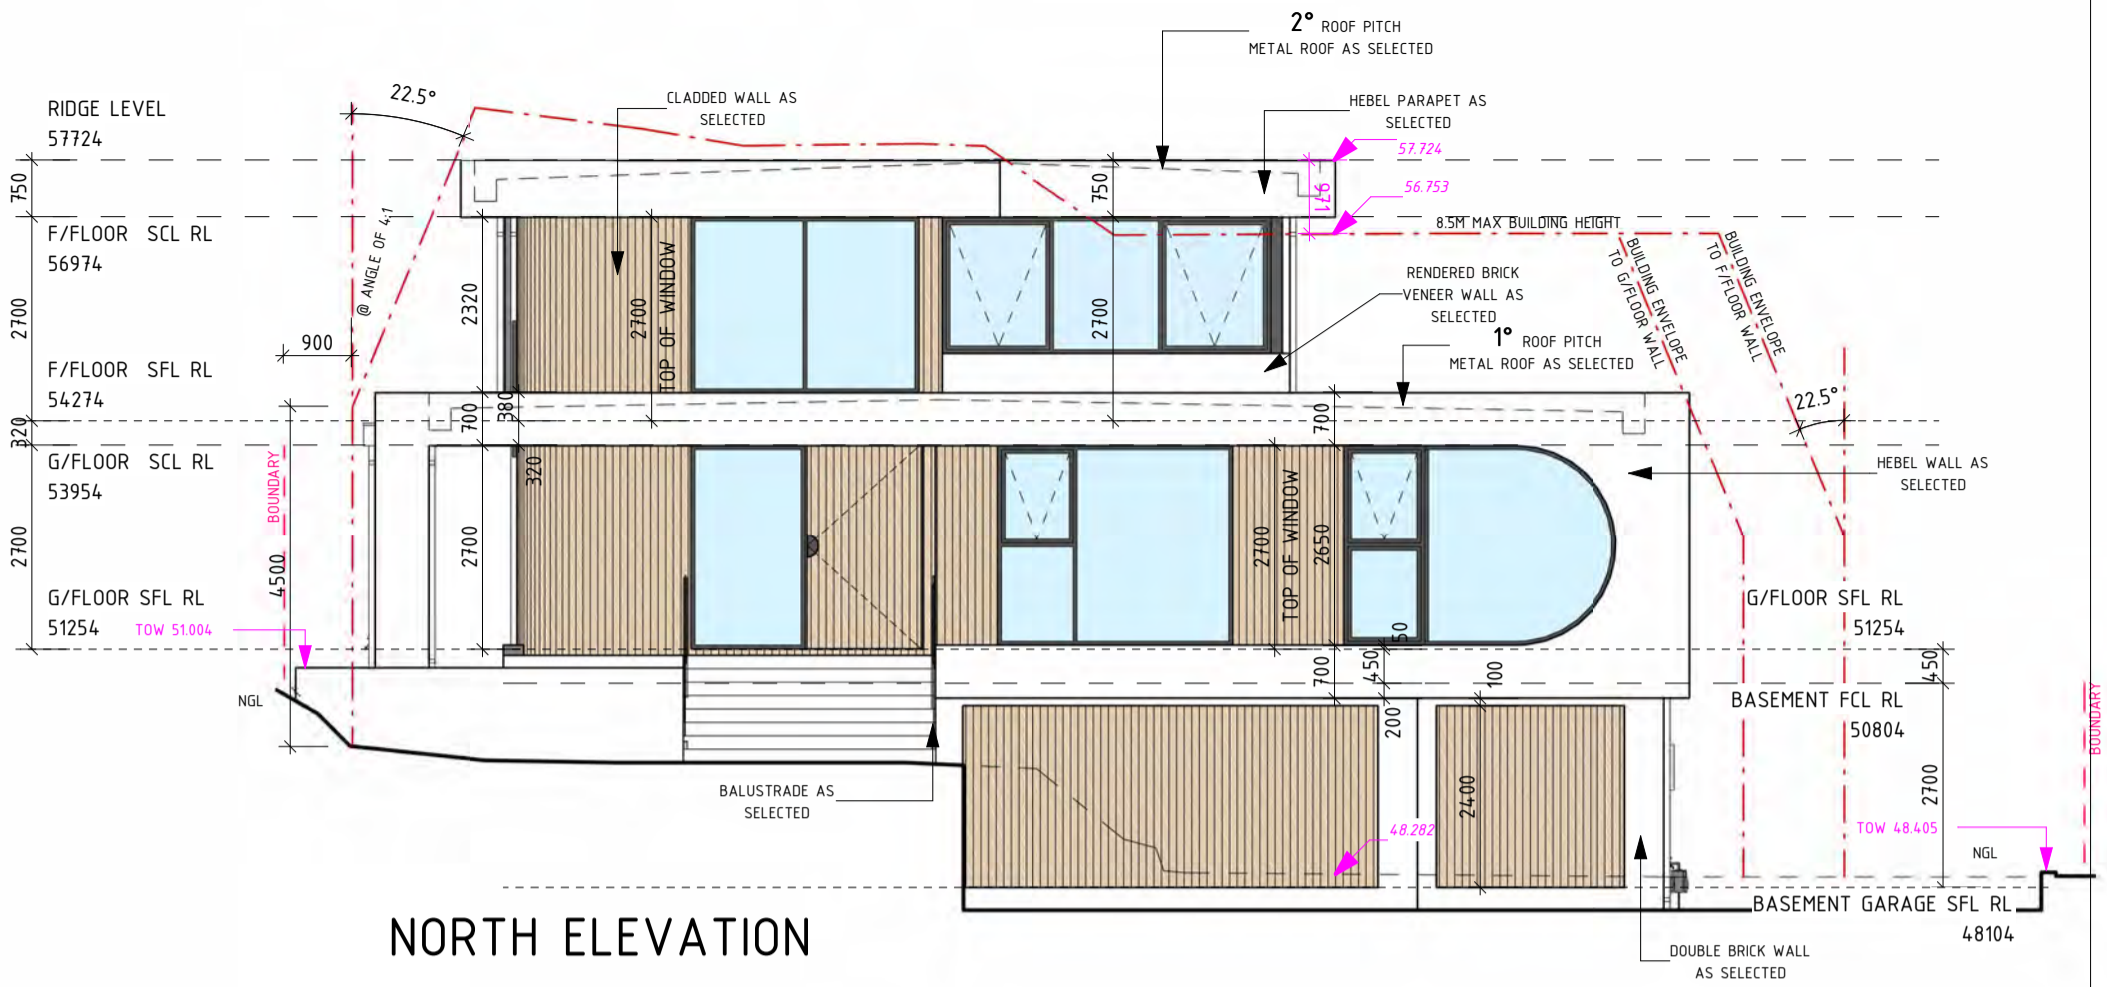 2° ROOF PITCH
METAL ROOF AS SELECTED
CLADDED WALL AS
SELECTED
HEBEL PARAPET AS
SELECTED
22.5°
RIDGE LEVEL
57724
57.724
750
750
971
56.753
F/FLOOR SCL RL
56974
8.5M MAX BUILDING HEIGHT
BUILDING ENVELOPE
TO G/FLOOR WALL
BUILDING ENVELOPE
TO F/FLOOR WALL
@ ANGLE OF 4:1
2700
2320
2700
TOP OF WINDOW
2700
RENDERED BRICK
VENEER WALL AS
SELECTED
900
1° ROOF PITCH
METAL ROOF AS SELECTED
F/FLOOR SFL RL
54274
22.5°
320
700
380
700
G/FLOOR SCL RL
53954
BOUNDARY
320
HEBEL WALL AS
SELECTED
2700
4500
2700
2700
TOP OF WINDOW
2650
G/FLOOR SFL RL
51254
TOW 51.004
G/FLOOR SFL RL
51254
50
700
450
100
450
NGL
200
BASEMENT FCL RL
50804
BOUNDARY
BALUSTRADE AS
SELECTED
2400
2700
48.282
TOW 48.405
NGL
BASEMENT GARAGE SFL RL
48104
NORTH ELEVATION
DOUBLE BRICK WALL
AS SELECTED